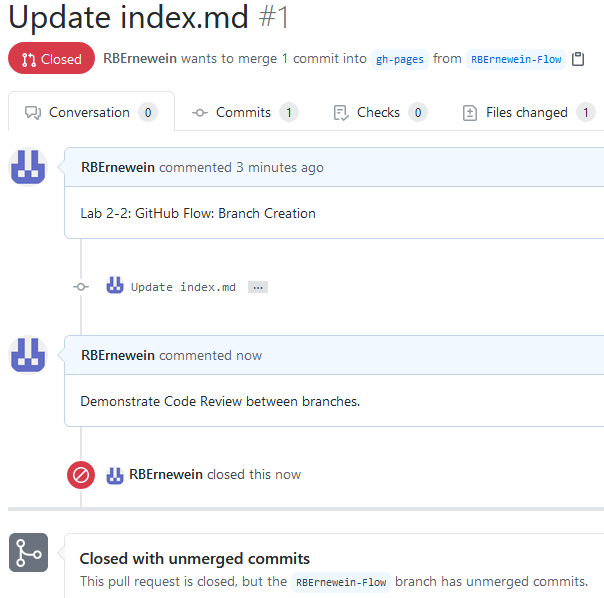 Update index.md #1
Closed RBErnewein wants to merge 1 commit into gh-pages from RBErnewein-Flow
Conversation 0 Commits 1 Checks 0 Files changed 1
RBErnewein commented 3 minutes ago
Lab 2-2: GitHub Flow: Branch Creation
Update index.md ...
RBErnewein commented now
Demonstrate Code Review between branches.
RBErnewein closed this now
Closed with unmerged commits
This pull request is closed, but the RBErnewein-Flow branch has unmerged commits.